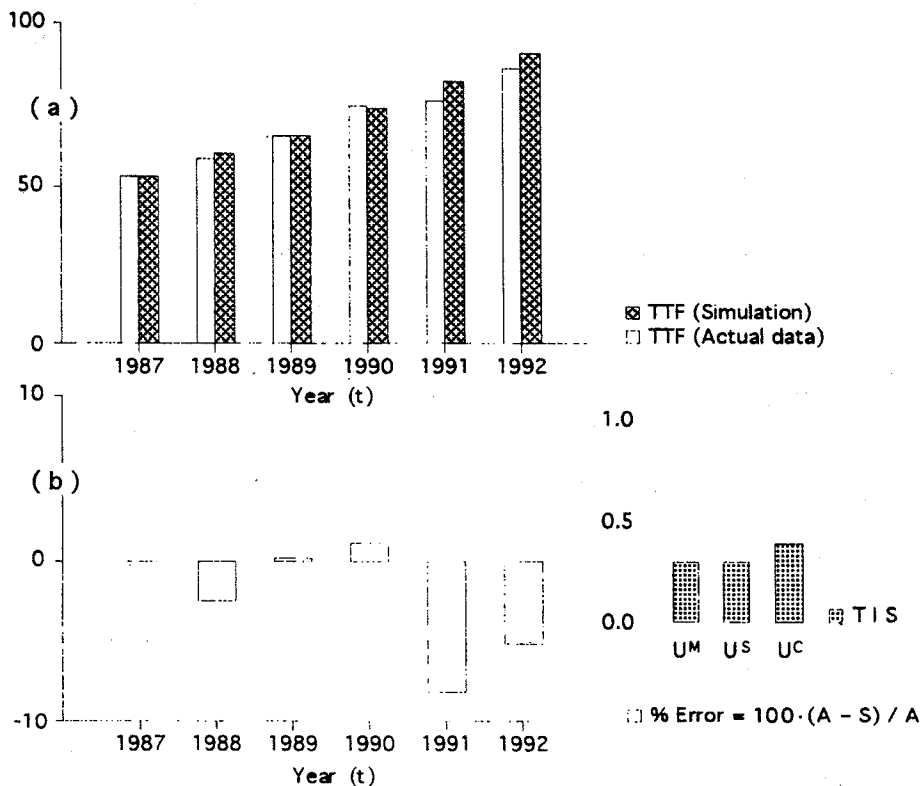 100
(a)
50
0
1987 1988 1989 1990 1991 1992
Year (t)
TTF (Simulation)
TTF (Actual data)
10
(b)
0
-10
1987 1988 1989 1990 1991 1992
Year (t)
1.0
0.5
0.0
Uᴹ Uˢ Uᶜ
TIS
% Error = 100·(A – S) / A